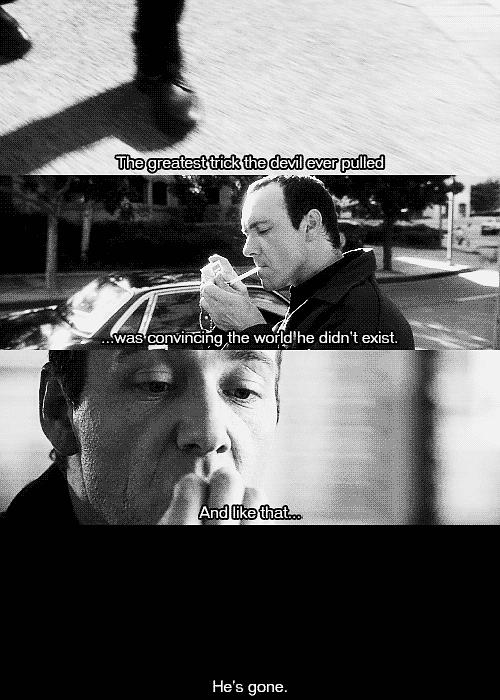 The greatest trick the devil ever pulled
...was convincing the world he didn't exist.
And like that...
He's gone.